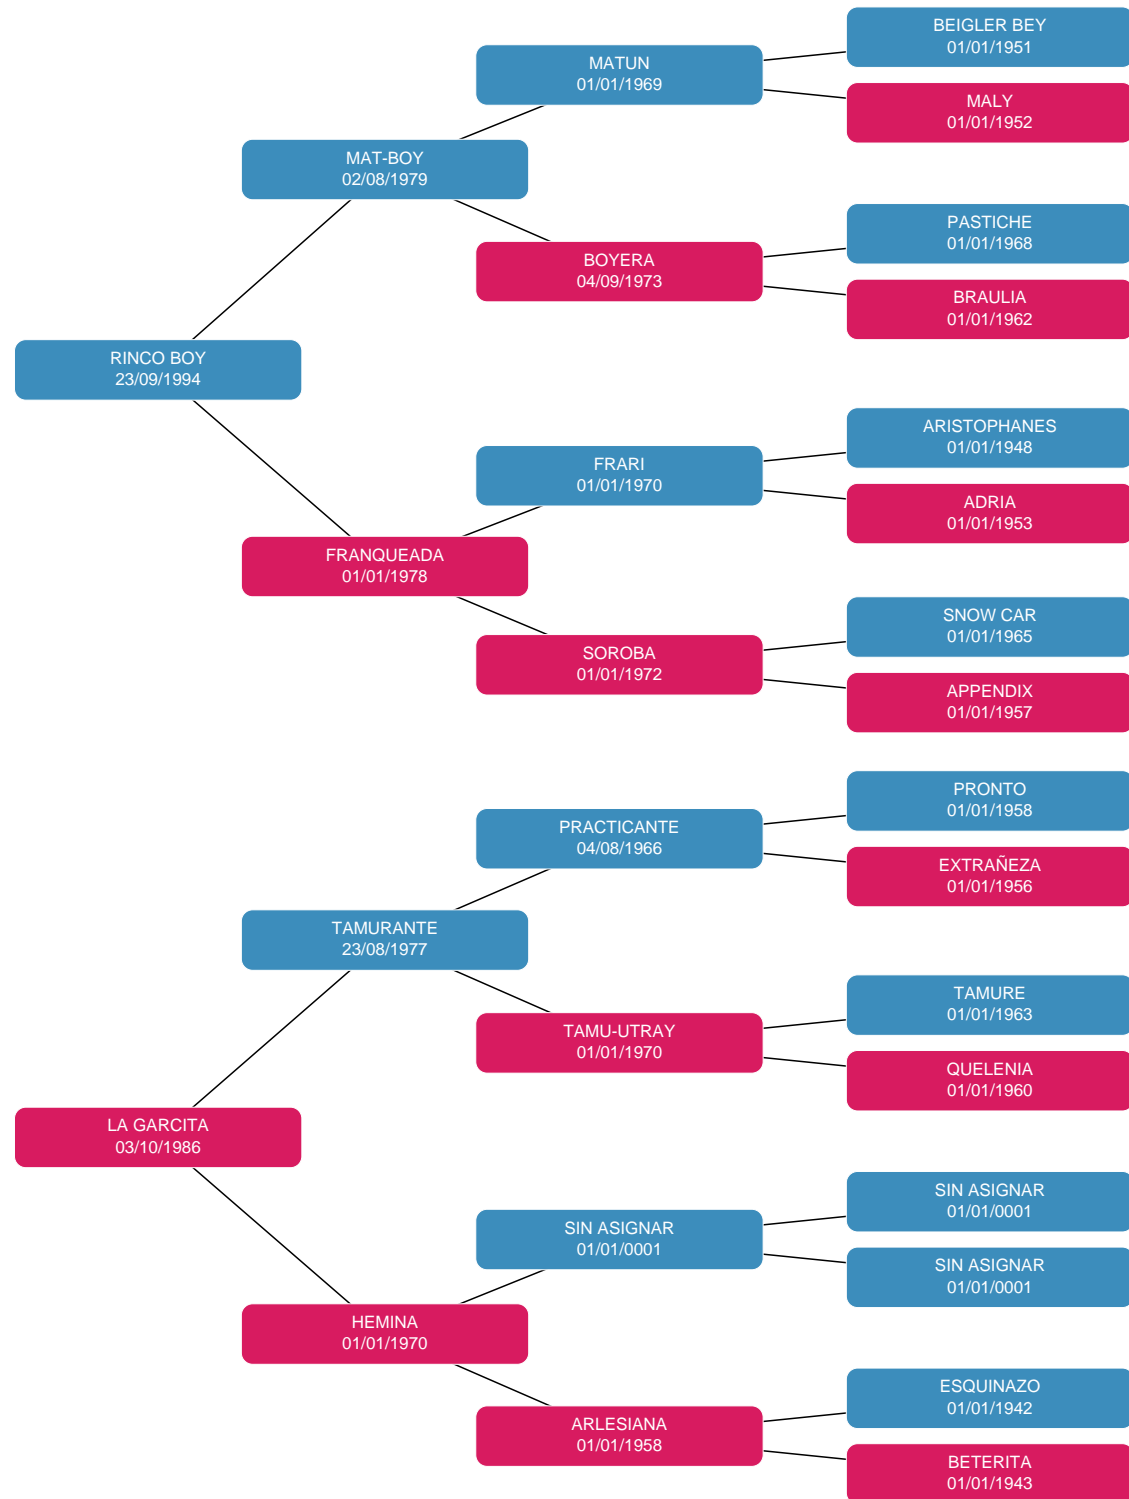 BEIGLER BEY
01/01/1951
MATUN
01/01/1969
MALY
01/01/1952
MAT-BOY
02/08/1979
PASTICHE
01/01/1968
BOYERA
04/09/1973
BRAULIA
01/01/1962
RINCO BOY
23/09/1994
ARISTOPHANES
01/01/1948
FRARI
01/01/1970
ADRIA
01/01/1953
FRANQUEADA
01/01/1978
SNOW CAR
01/01/1965
SOROBA
01/01/1972
APPENDIX
01/01/1957
PRONTO
01/01/1958
PRACTICANTE
04/08/1966
EXTRAÑEZA
01/01/1956
TAMURANTE
23/08/1977
TAMURE
01/01/1963
TAMU-UTRAY
01/01/1970
QUELENIA
01/01/1960
LA GARCITA
03/10/1986
SIN ASIGNAR
01/01/0001
SIN ASIGNAR
01/01/0001
SIN ASIGNAR
01/01/0001
HEMINA
01/01/1970
ESQUINAZO
01/01/1942
ARLESIANA
01/01/1958
BETERITA
01/01/1943